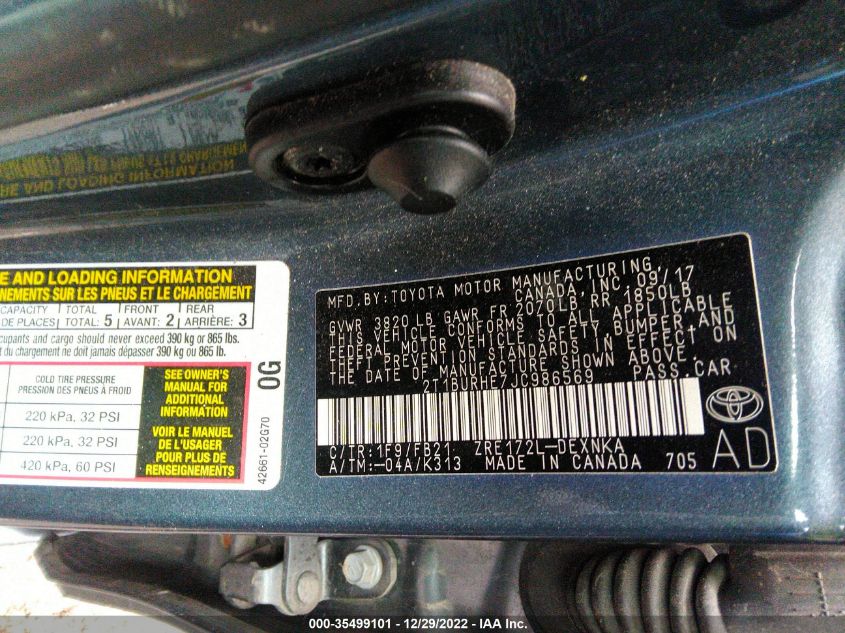 E AND LOADING INFORMATION
NEMENTS SUR LES PNEUS ET LE CHARGEMENT
CAPACITY TOTAL FRONT REAR
DE PLACES TOTAL: 5 AVANT: 2 ARRIÈRE: 3
cupants and cargo should never exceed 390 kg or 865 lbs.
t du chargement ne doit jamais dépasser 390 kg ou 865 lb.
COLD TIRE PRESSURE
PRESSION DES PNEUS À FROID
220 kPa, 32 PSI
220 kPa, 32 PSI
420 kPa, 60 PSI
SEE OWNER'S
MANUAL FOR
ADDITIONAL
INFORMATION
VOIR LE MANUEL
DE L'USAGER
POUR PLUS DE
RENSEIGNEMENTS
0G
42661-02G70
MFD. BY: TOYOTA MOTOR MANUFACTURING,
CANADA, INC. 09/17
GVWR 3820 LB GAWR FR 2070LB RR 1850LB
THIS VEHICLE CONFORMS TO ALL APPLICABLE
FEDERAL MOTOR VEHICLE SAFETY, BUMPER, AND
THEFT PREVENTION STANDARDS IN EFFECT ON
THE DATE OF MANUFACTURE SHOWN ABOVE.
2T1BURHE7JC986569 PASS. CAR
C/TR: 1F9/FB21 ZRE172L-DEXNKA
A/TM:-04A/K313 MADE IN CANADA 705
AD
000-35499101 - 12/29/2022 - IAA Inc.